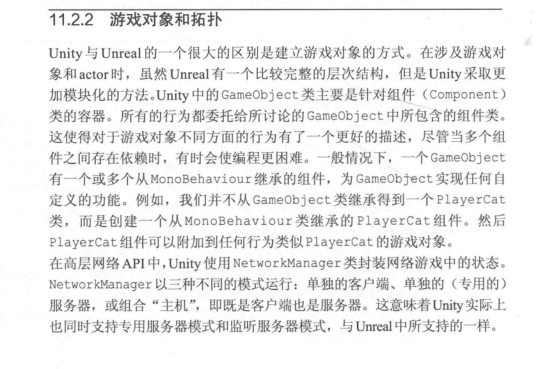 11.2.2 游戏对象和拓扑
Unity与Unreal的一个很大的区别是建立游戏对象的方式。在涉及游戏对
象和actor时，虽然Unreal有一个比较完整的层次结构，但是Unity采取更
加模块化的方法。Unity中的GameObject类主要是针对组件（Component）
类的容器。所有的行为都委托给所讨论的GameObject中所包含的组件类。
这使得对于游戏对象不同方面的行为有了一个更好的描述，尽管当多个组
件之间存在依赖时，有时会使编程更困难。一般情况下，一个GameObject
有一个或多个从MonoBehaviour继承的组件，为GameObject实现任何自
定义的功能。例如，我们并不从GameObject类继承得到一个PlayerCat
类，而是创建一个从MonoBehaviour类继承的PlayerCat组件。然后
PlayerCat组件可以附加到任何行为类似PlayerCat的游戏对象。
在高层网络API中，Unity使用NetworkManager类封装网络游戏中的状态。
NetworkManager以三种不同的模式运行：单独的客户端、单独的（专用的）
服务器，或组合“主机”，即既是客户端也是服务器。这意味着Unity实际上
也同时支持专用服务器模式和监听服务器模式，与Unreal中所支持的一样。